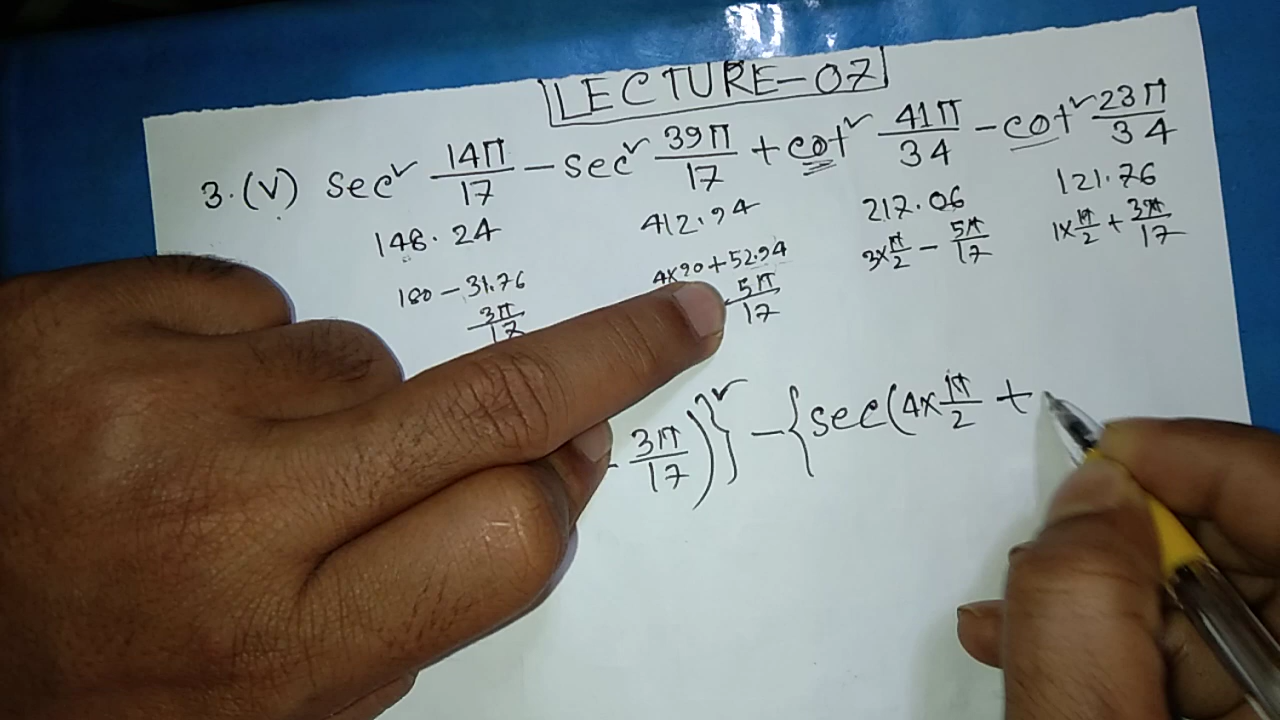 LECTURE-07
3.(V) sec² 14π/17 - sec² 39π/17 + cot² 41π/34 - cot² 23π/34
148.24 412.94 217.06 121.76
180-31.76 4×90+52.94 3×π/2 - 5π/17 1×π/2 + 3π/17
3π/17 5π/17
- 3π/17)}² - {sec(4×π/2 +